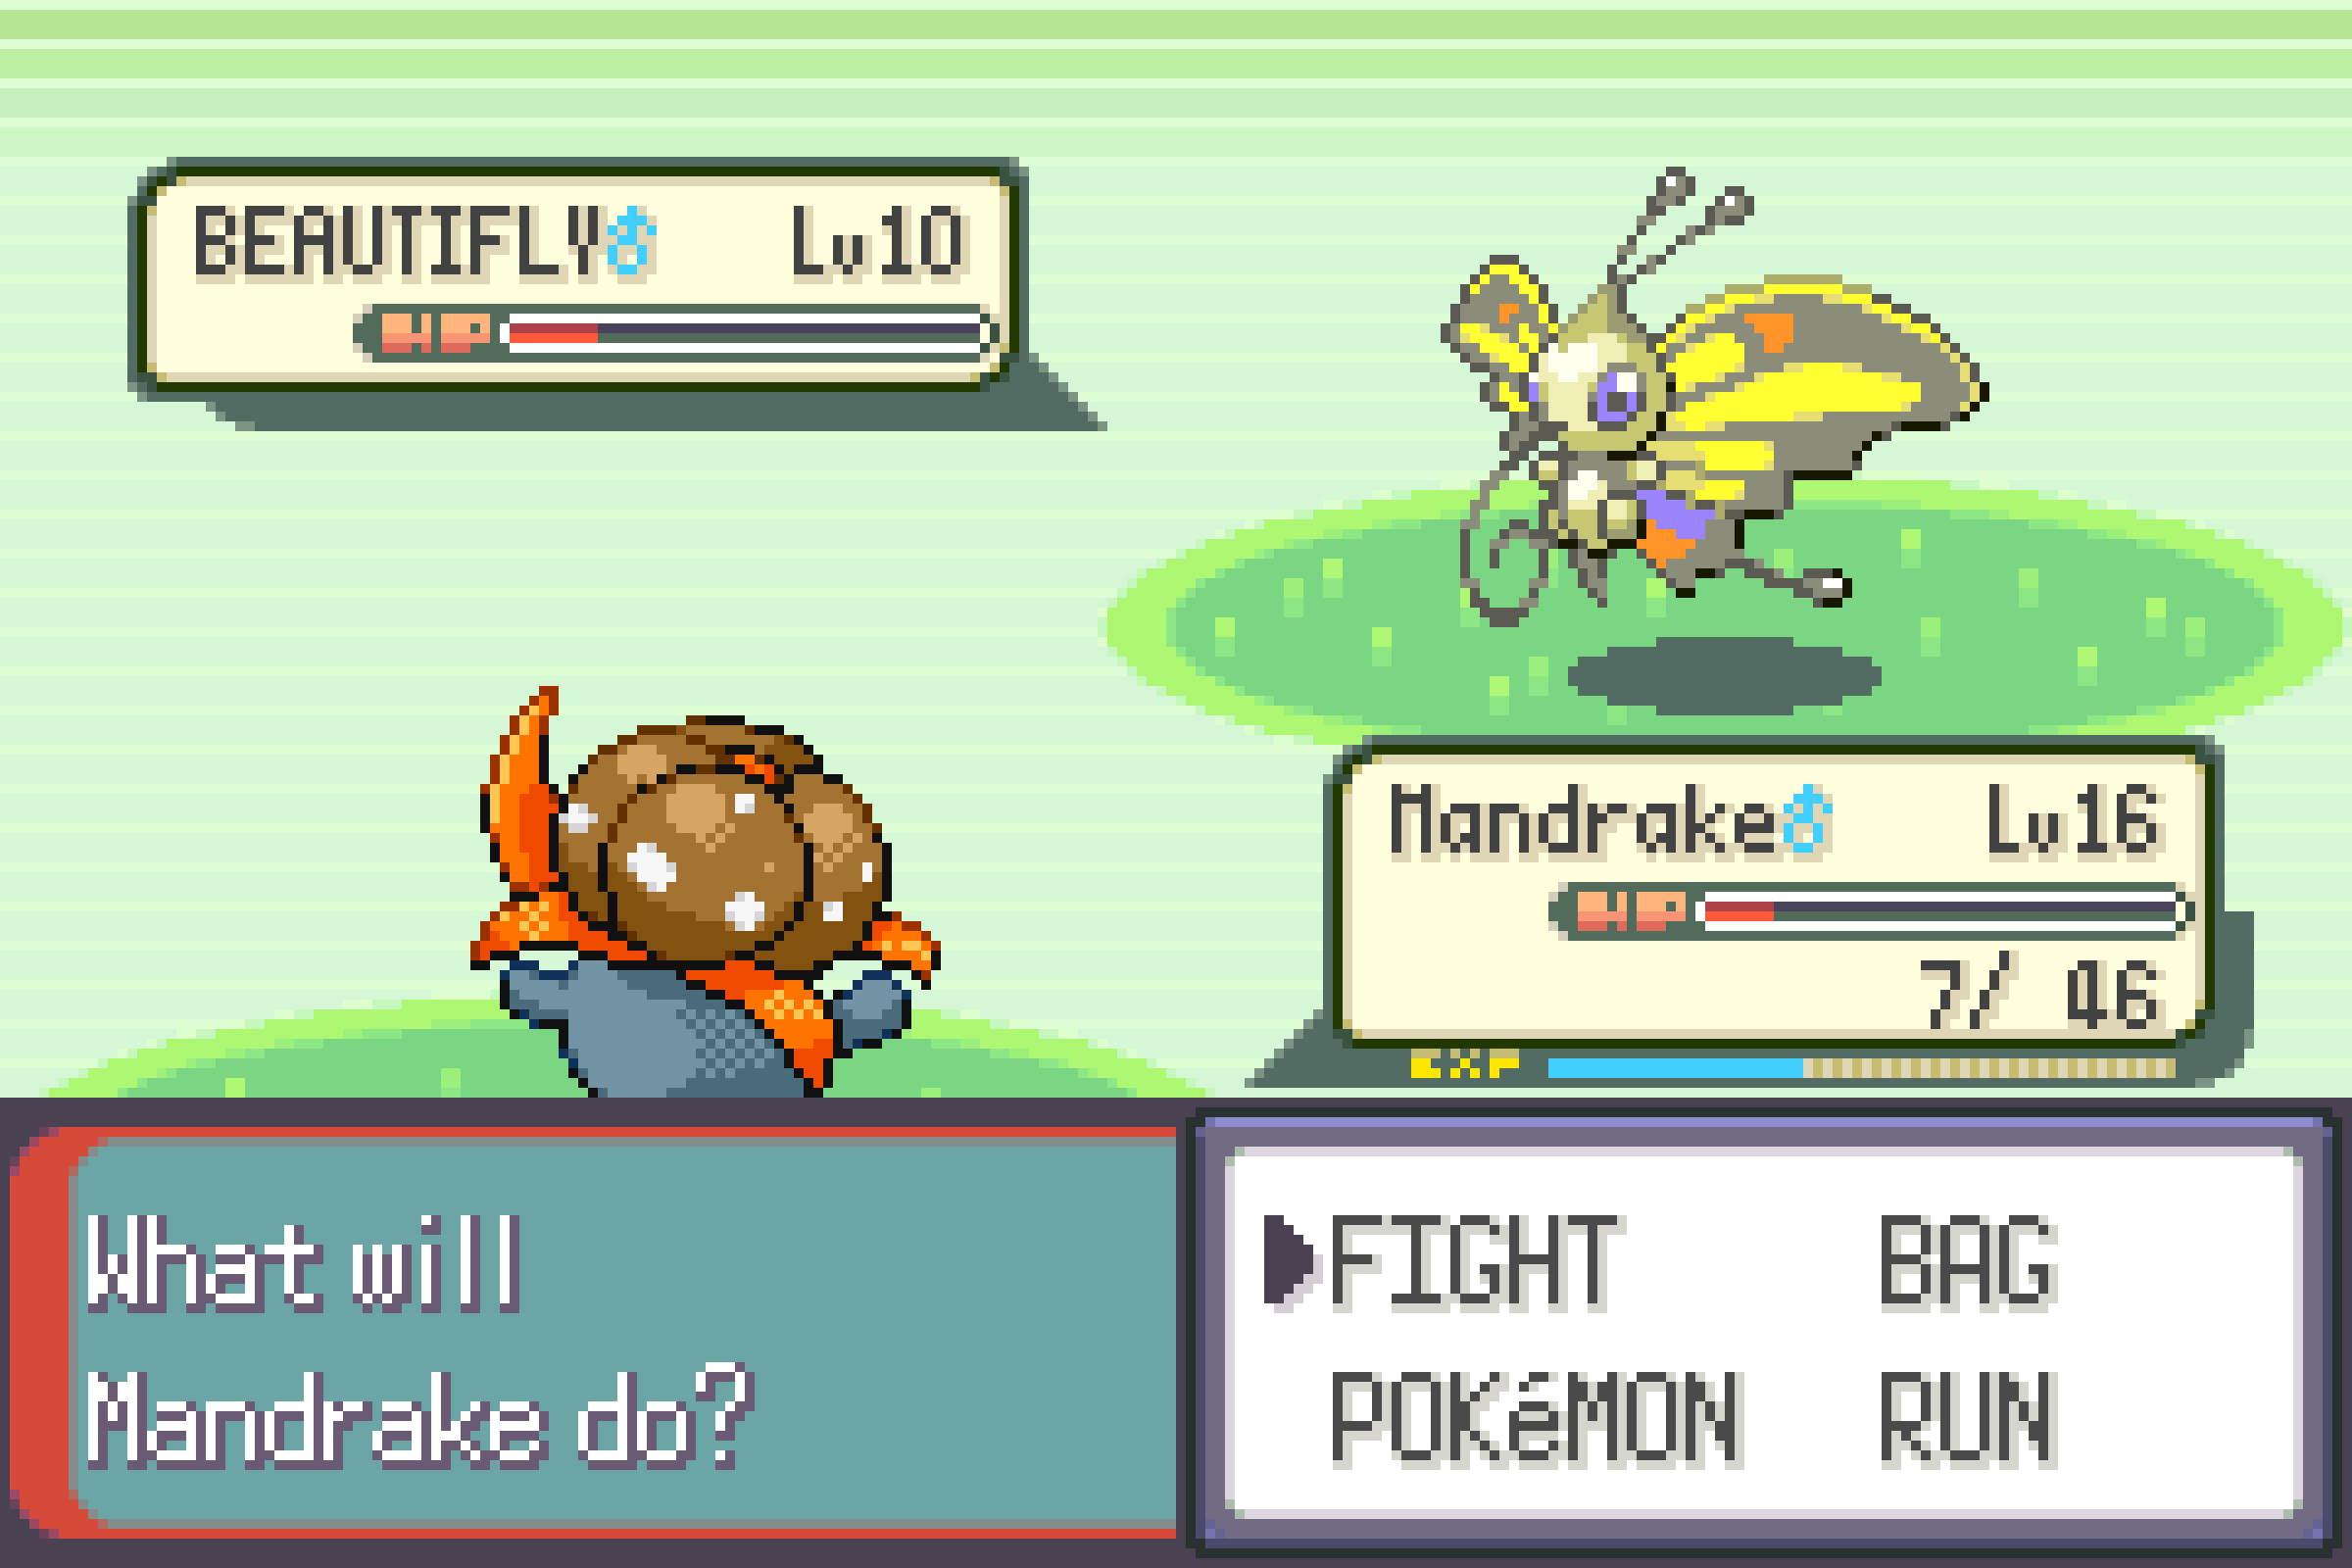 BEAUTIFLY♂ Lv10
HP
Mandrake♂ Lv16
HP
7/ 46
EXP
What will
Mandrake do?
▶FIGHT BAG
POKéMON RUN